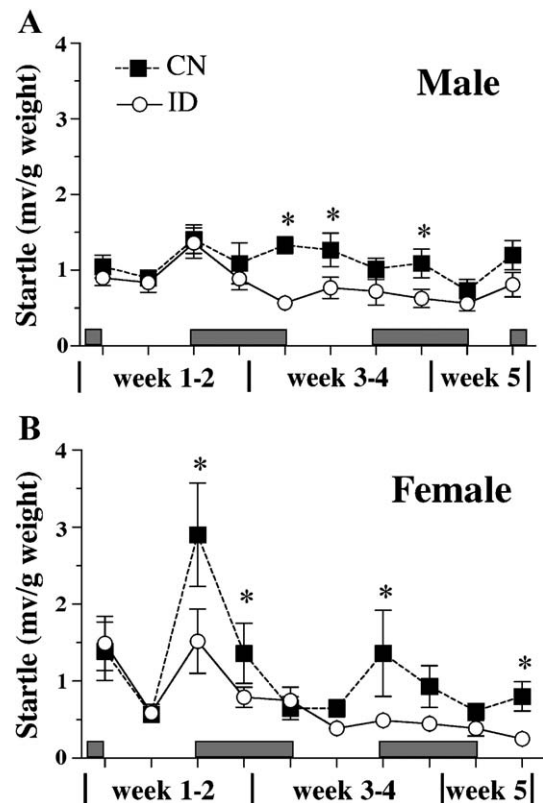 A
4
CN
ID
Male
3
2
1
0
Startle (mv/g weight)
* * *
week 1-2 week 3-4 week 5
B
4
Female
3
2
1
0
Startle (mv/g weight)
* * * *
week 1-2 week 3-4 week 5